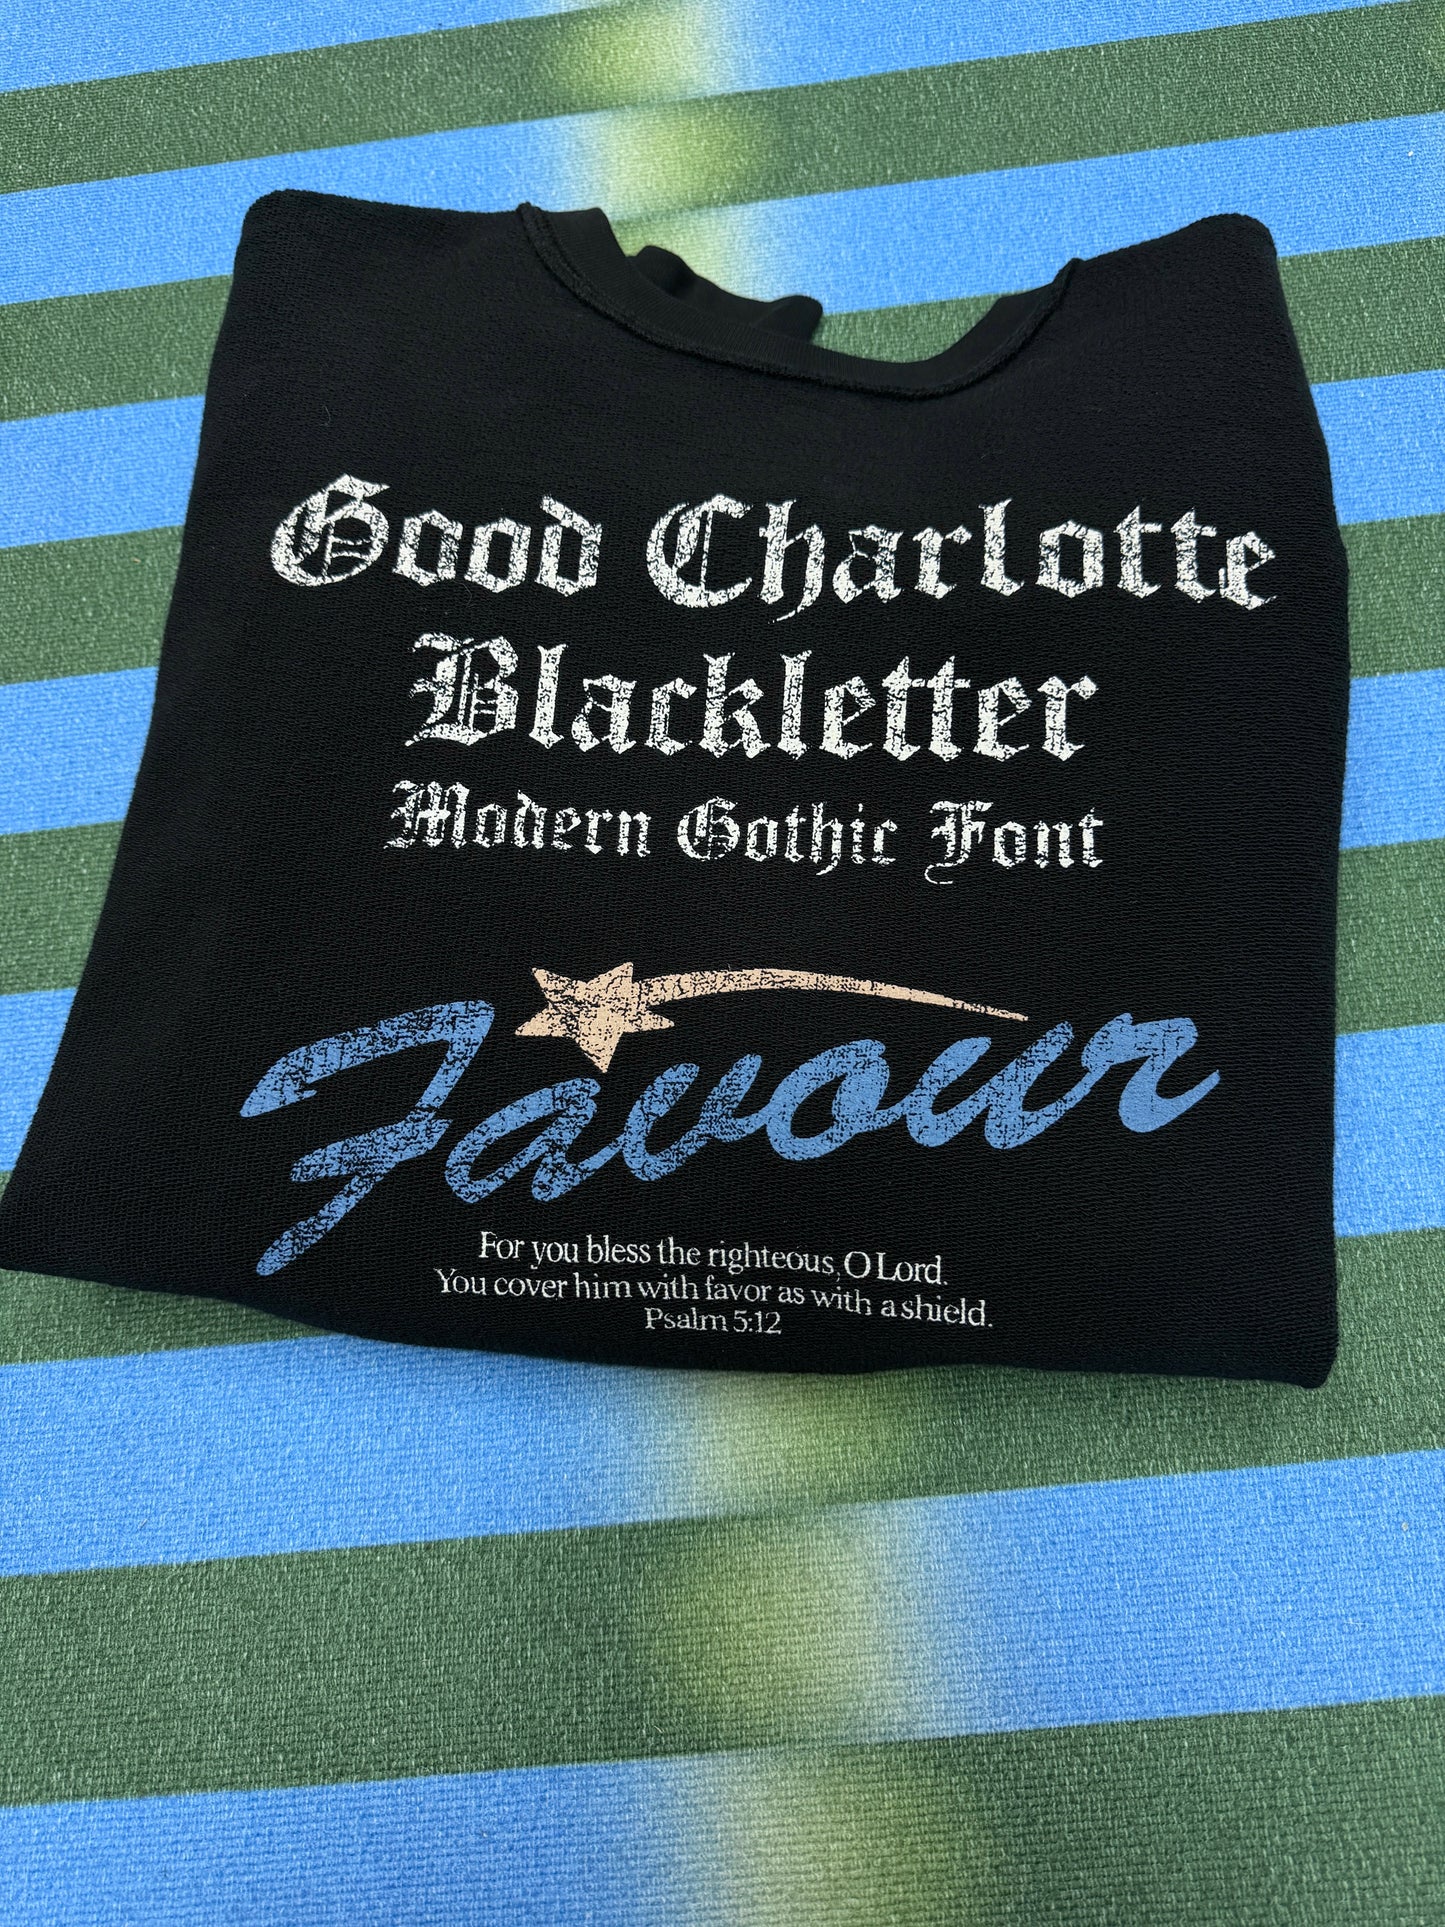 Good Charlotte
Blackletter
Modern Gothic Font
Favour
For you bless the righteous, O Lord.
You cover him with favor as with a shield.
Psalm 5:12